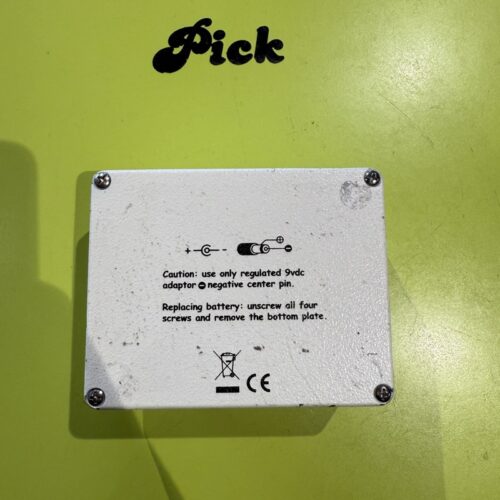 Pick
+ -
+
-
Caution: use only regulated 9vdc
adaptor - negative center pin.
Replacing battery: unscrew all four
screws and remove the bottom plate.
CE